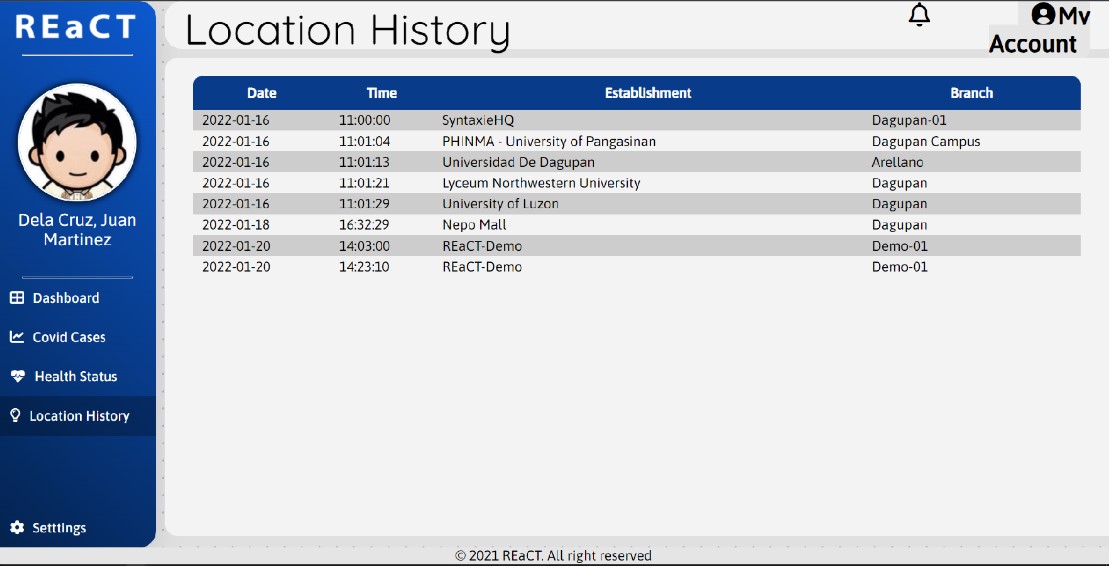 REaCT
Location History
My
Account
Dela Cruz, Juan
Martinez
Dashboard
Covid Cases
Health Status
Location History
Setttings
Date Time Establishment Branch
2022-01-16 11:00:00 SyntaxieHQ Dagupan-01
2022-01-16 11:01:04 PHINMA - University of Pangasinan Dagupan Campus
2022-01-16 11:01:13 Universidad De Dagupan Arellano
2022-01-16 11:01:21 Lyceum Northwestern University Dagupan
2022-01-16 11:01:29 University of Luzon Dagupan
2022-01-18 16:32:29 Nepo Mall Dagupan
2022-01-20 14:03:00 REaCT-Demo Demo-01
2022-01-20 14:23:10 REaCT-Demo Demo-01
© 2021 REaCT. All right reserved